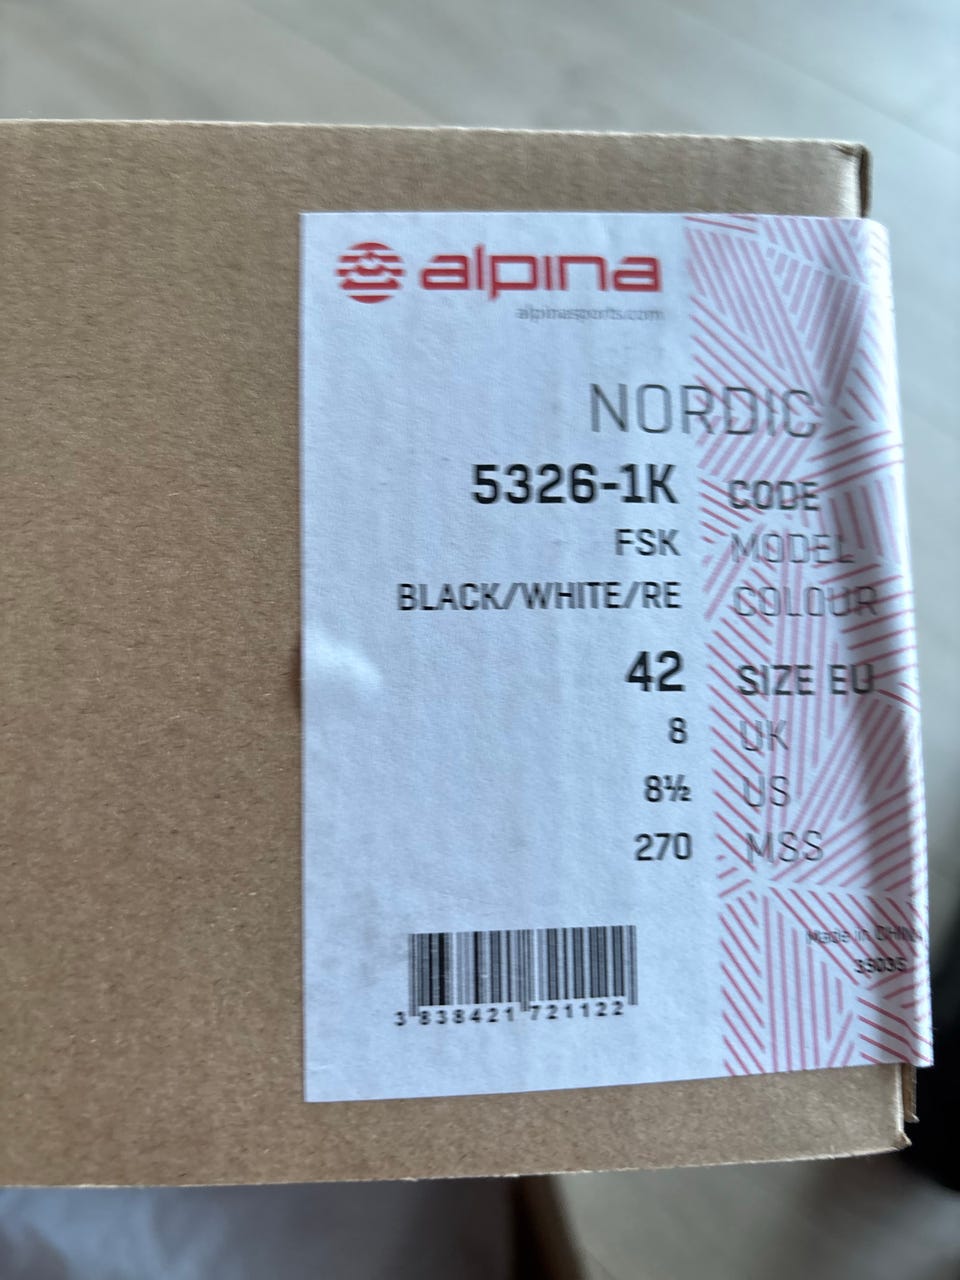 alpina
alpinasports.com
NORDIC
5326-1K CODE
FSK MODEL
BLACK/WHITE/RE COLOUR
42 SIZE EU
8 UK
8½ US
270 MSS
Made in CHIN
3 838421 721122